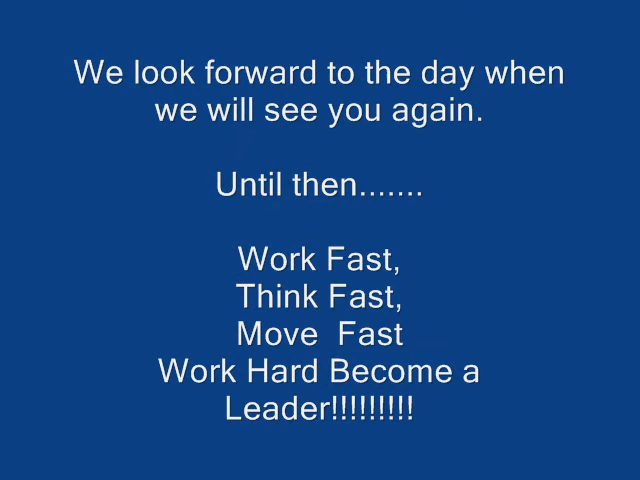 We look forward to the day when
we will see you again.
Until then.......
Work Fast,
Think Fast,
Move  Fast
Work Hard Become a
Leader!!!!!!!!!